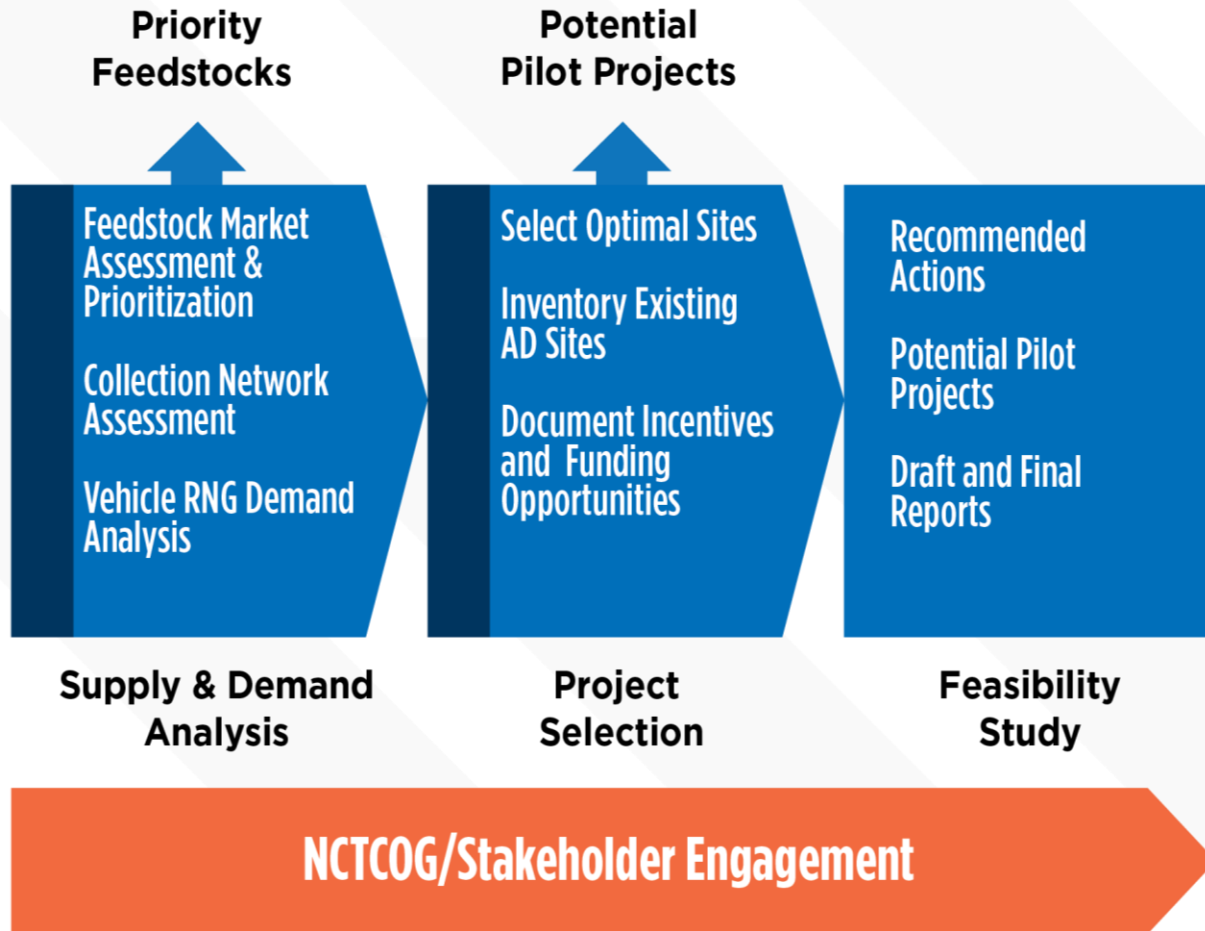 Priority
Feedstocks
Potential
Pilot Projects
Feedstock Market
Assessment &
Prioritization
Collection Network
Assessment
Vehicle RNG Demand
Analysis
Select Optimal Sites
Inventory Existing
AD Sites
Document Incentives
and Funding
Opportunities
Recommended
Actions
Potential Pilot
Projects
Draft and Final
Reports
Supply & Demand
Analysis
Project
Selection
Feasibility
Study
NCTCOG/Stakeholder Engagement